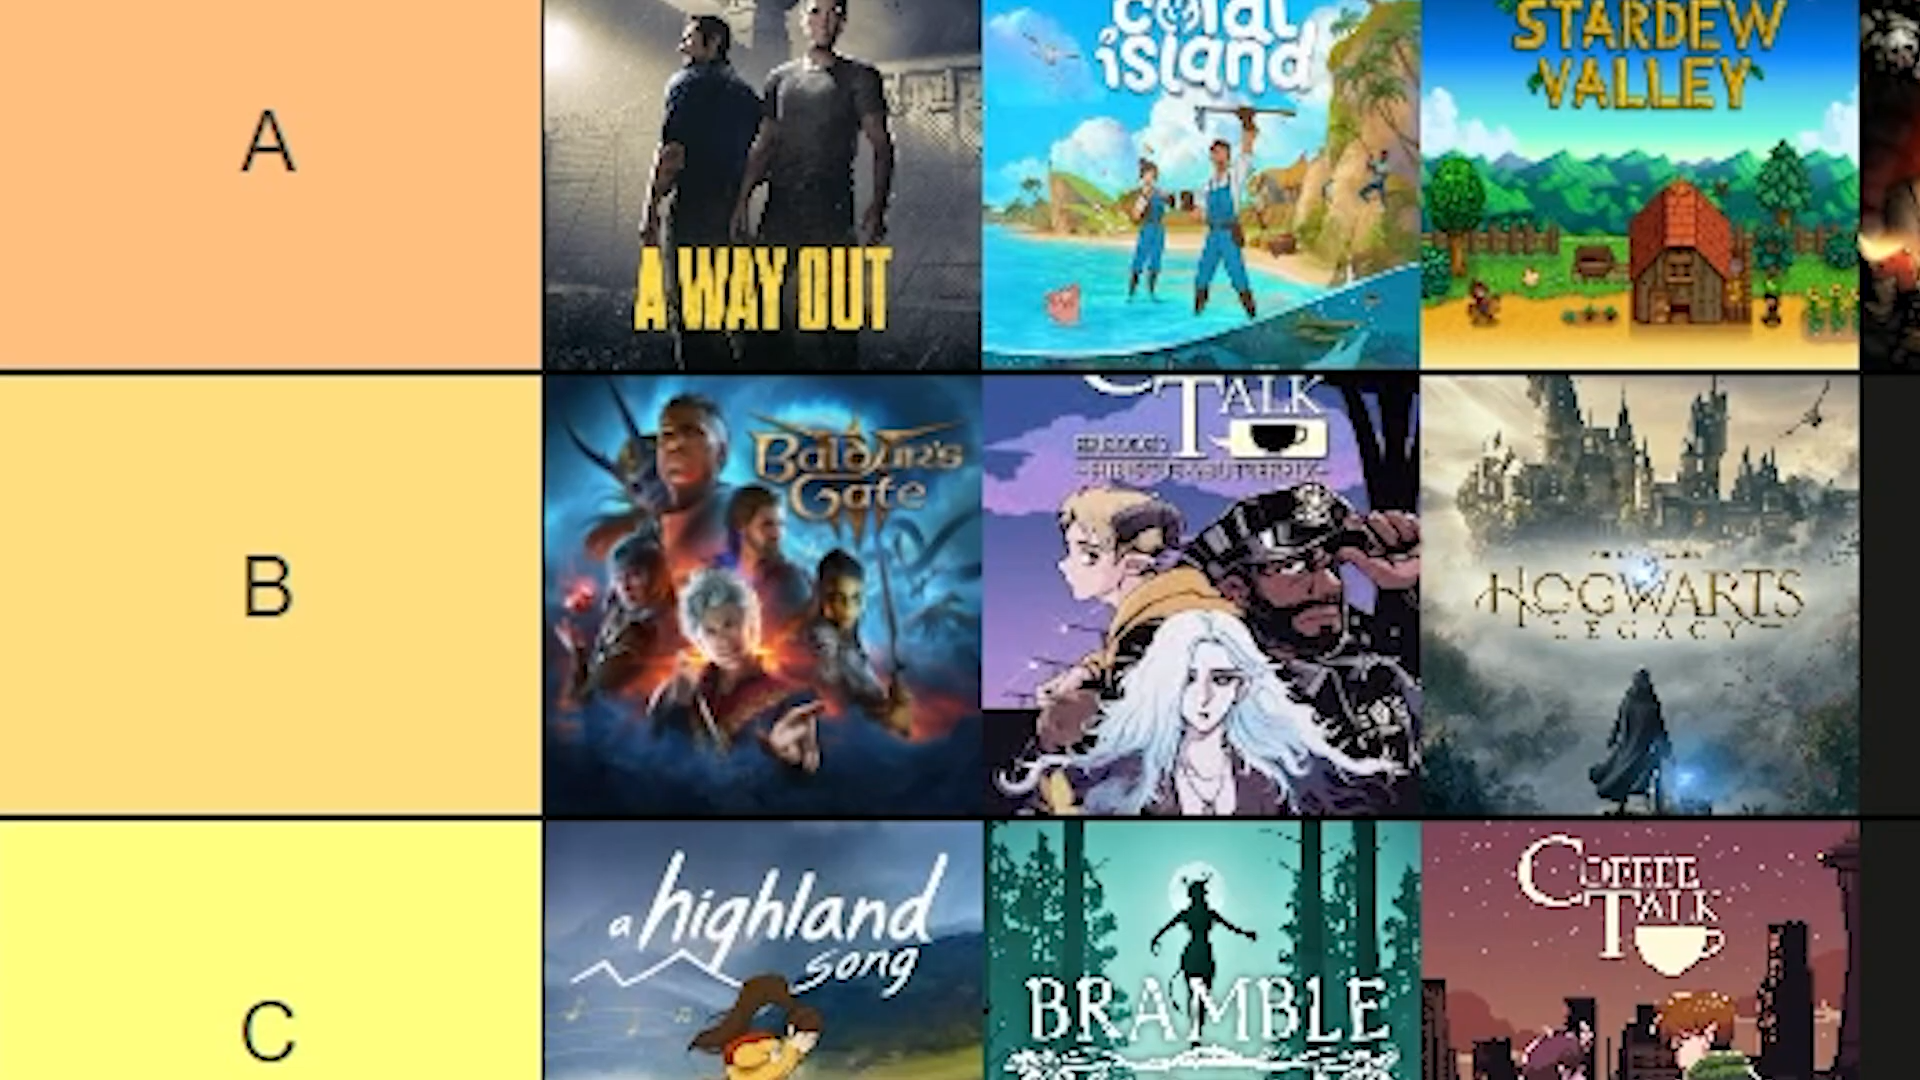 A
A WAY OUT
coral
island
STARDEW
VALLEY
B
Baldur's
Gate
TALK
HOGWARTS
LEGACY
C
a highland
song
BRAMBLE
COFFEE
TALK